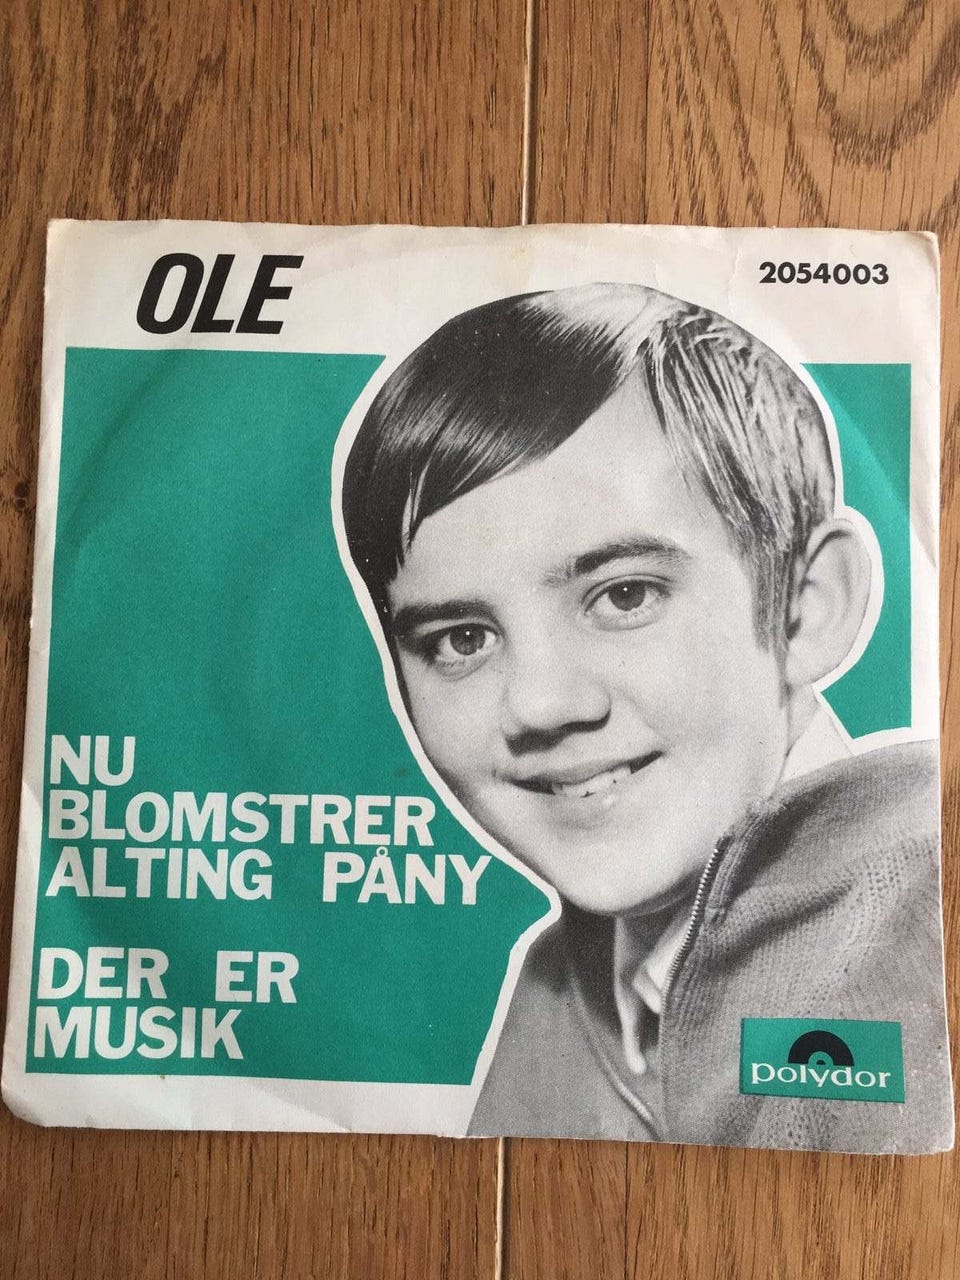 OLE
2054003
NU
BLOMSTRER
ALTING PÅNY
DER ER
MUSIK
polydor